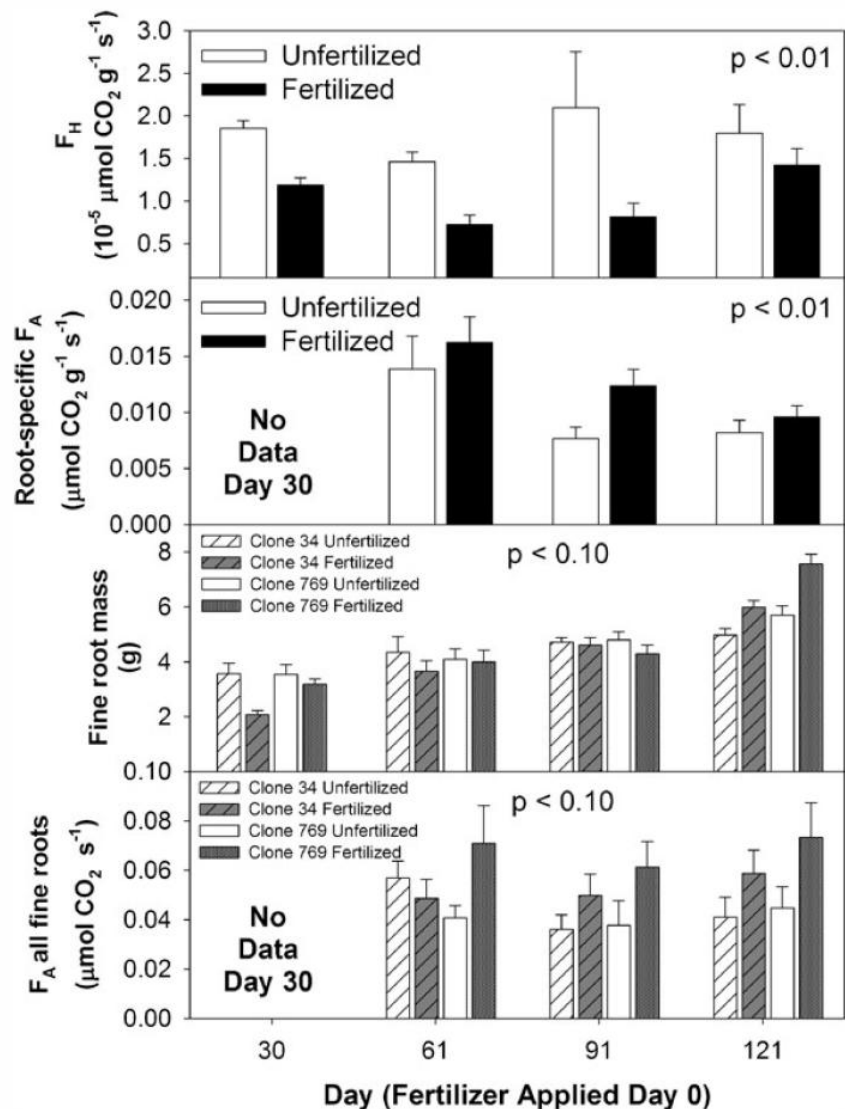 3.0
2.5
2.0
1.5
1.0
0.5
F_H
(10⁻⁵ μmol CO₂ g⁻¹ s⁻¹)
Unfertilized
Fertilized
p < 0.01
0.020
0.015
0.010
0.005
0.000
Root-specific F_A
(μmol CO₂ g⁻¹ s⁻¹)
Unfertilized
Fertilized
p < 0.01
No
Data
Day 30
8
6
4
2
0.10
Fine root mass
(g)
Clone 34 Unfertilized
Clone 34 Fertilized
Clone 769 Unfertilized
Clone 769 Fertilized
p < 0.10
0.08
0.06
0.04
0.02
0.00
F_A all fine roots
(μmol CO₂ s⁻¹)
Clone 34 Unfertilized
Clone 34 Fertilized
Clone 769 Unfertilized
Clone 769 Fertilized
p < 0.10
No
Data
Day 30
30 61 91 121
Day (Fertilizer Applied Day 0)